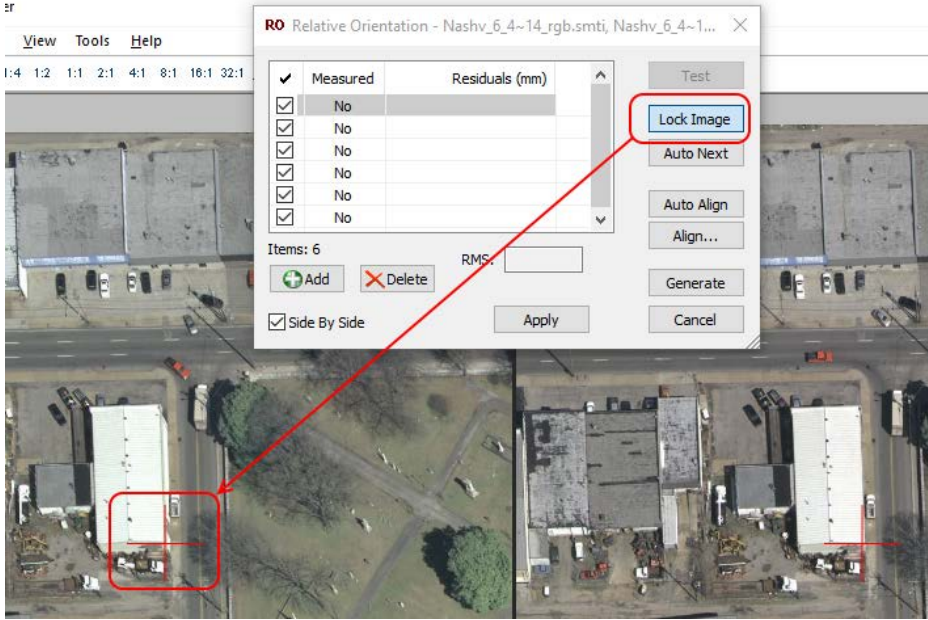 er
RO Relative Orientation - Nashv_6_4~14_rgb.smti, Nashv_6_4~1...
View Tools Help
1:4 1:2 1:1 2:1 4:1 8:1 16:1 32:1
Measured Residuals (mm)
Test
No
Lock Image
No
No
Auto Next
No
No
Auto Align
No
Align...
Items: 6
RMS:
Add Delete
Generate
Side By Side
Apply
Cancel